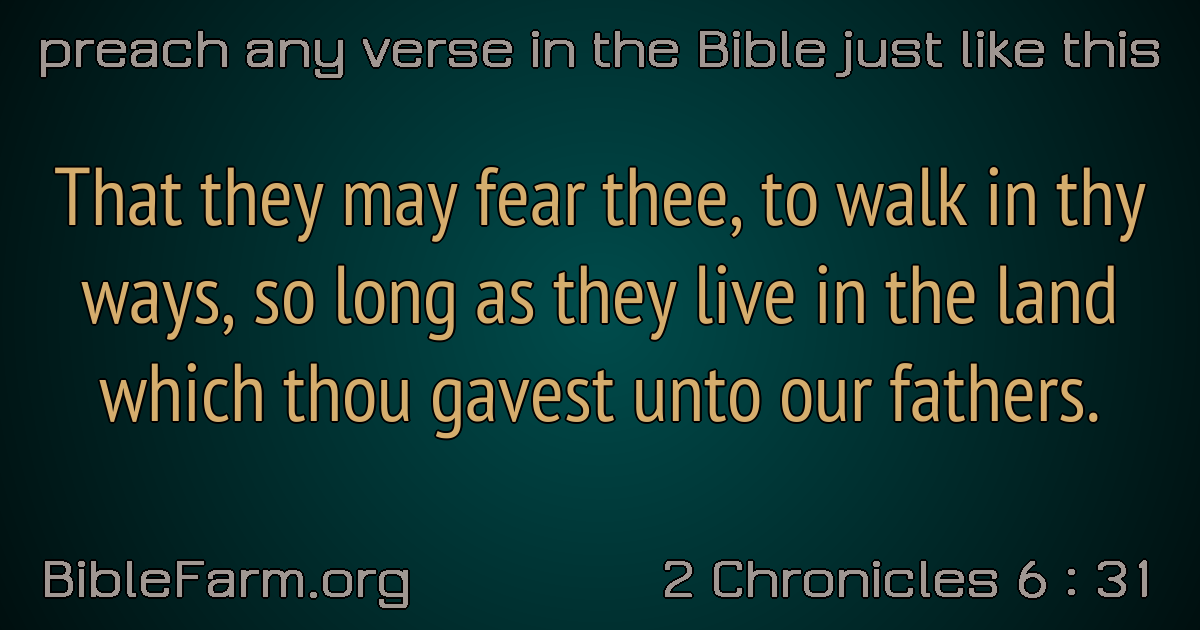 preach any verse in the Bible just like this
That they may fear thee, to walk in thy
ways, so long as they live in the land
which thou gavest unto our fathers.
BibleFarm.org
2 Chronicles 6 : 31